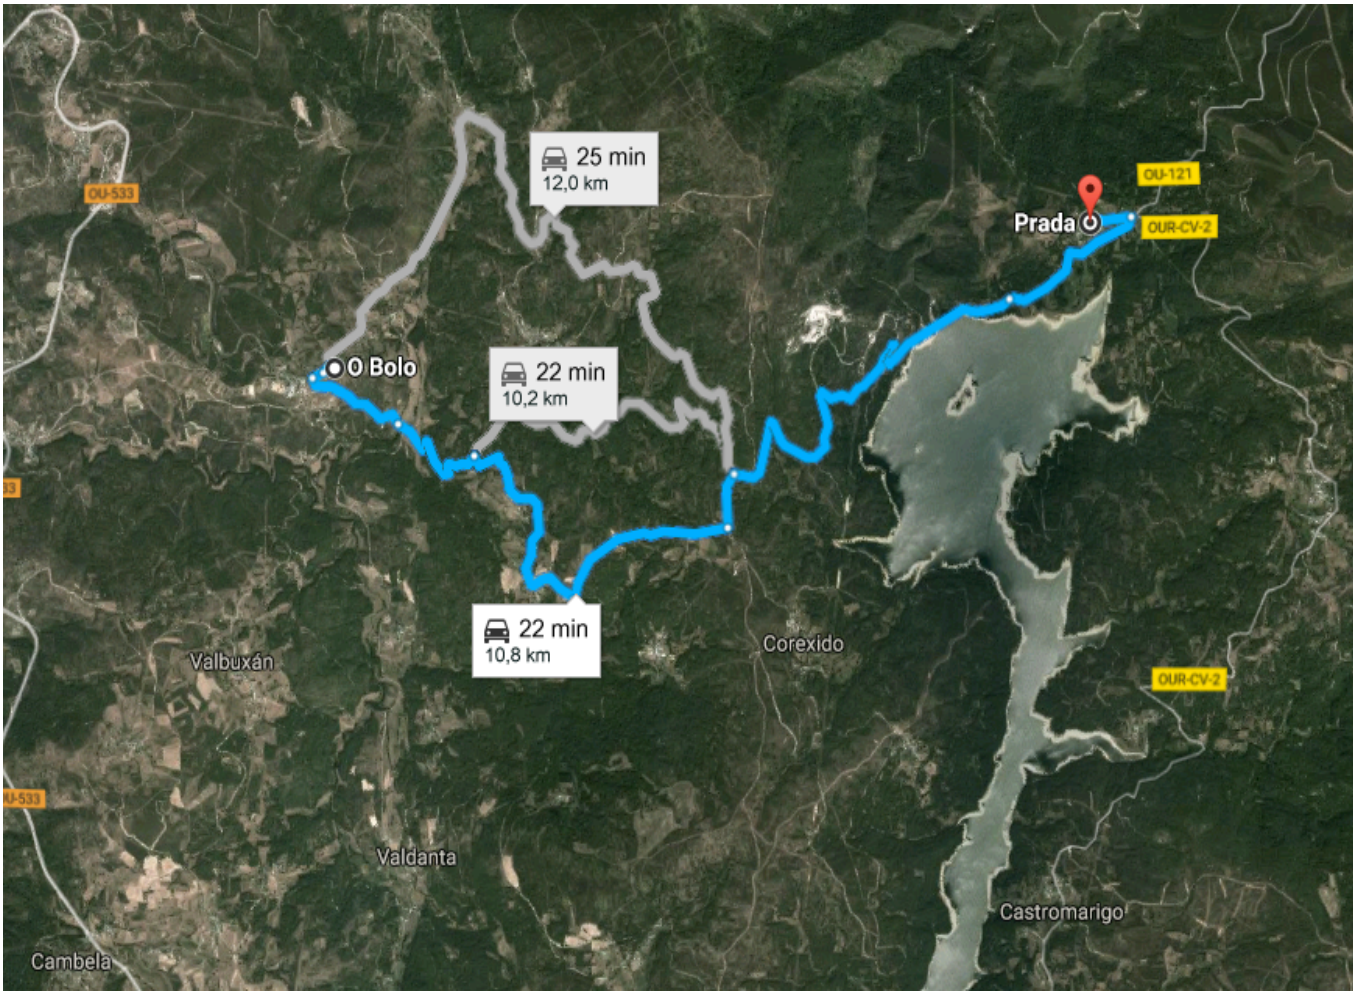 25 min
12,0 km
OU-121
OU-533
Prada
OUR-CV-2
O Bolo
22 min
10,2 km
33
22 min
10,8 km
Corexido
Valbuxán
OUR-CV-2
U-533
Valdanta
Castromarigo
Cambela